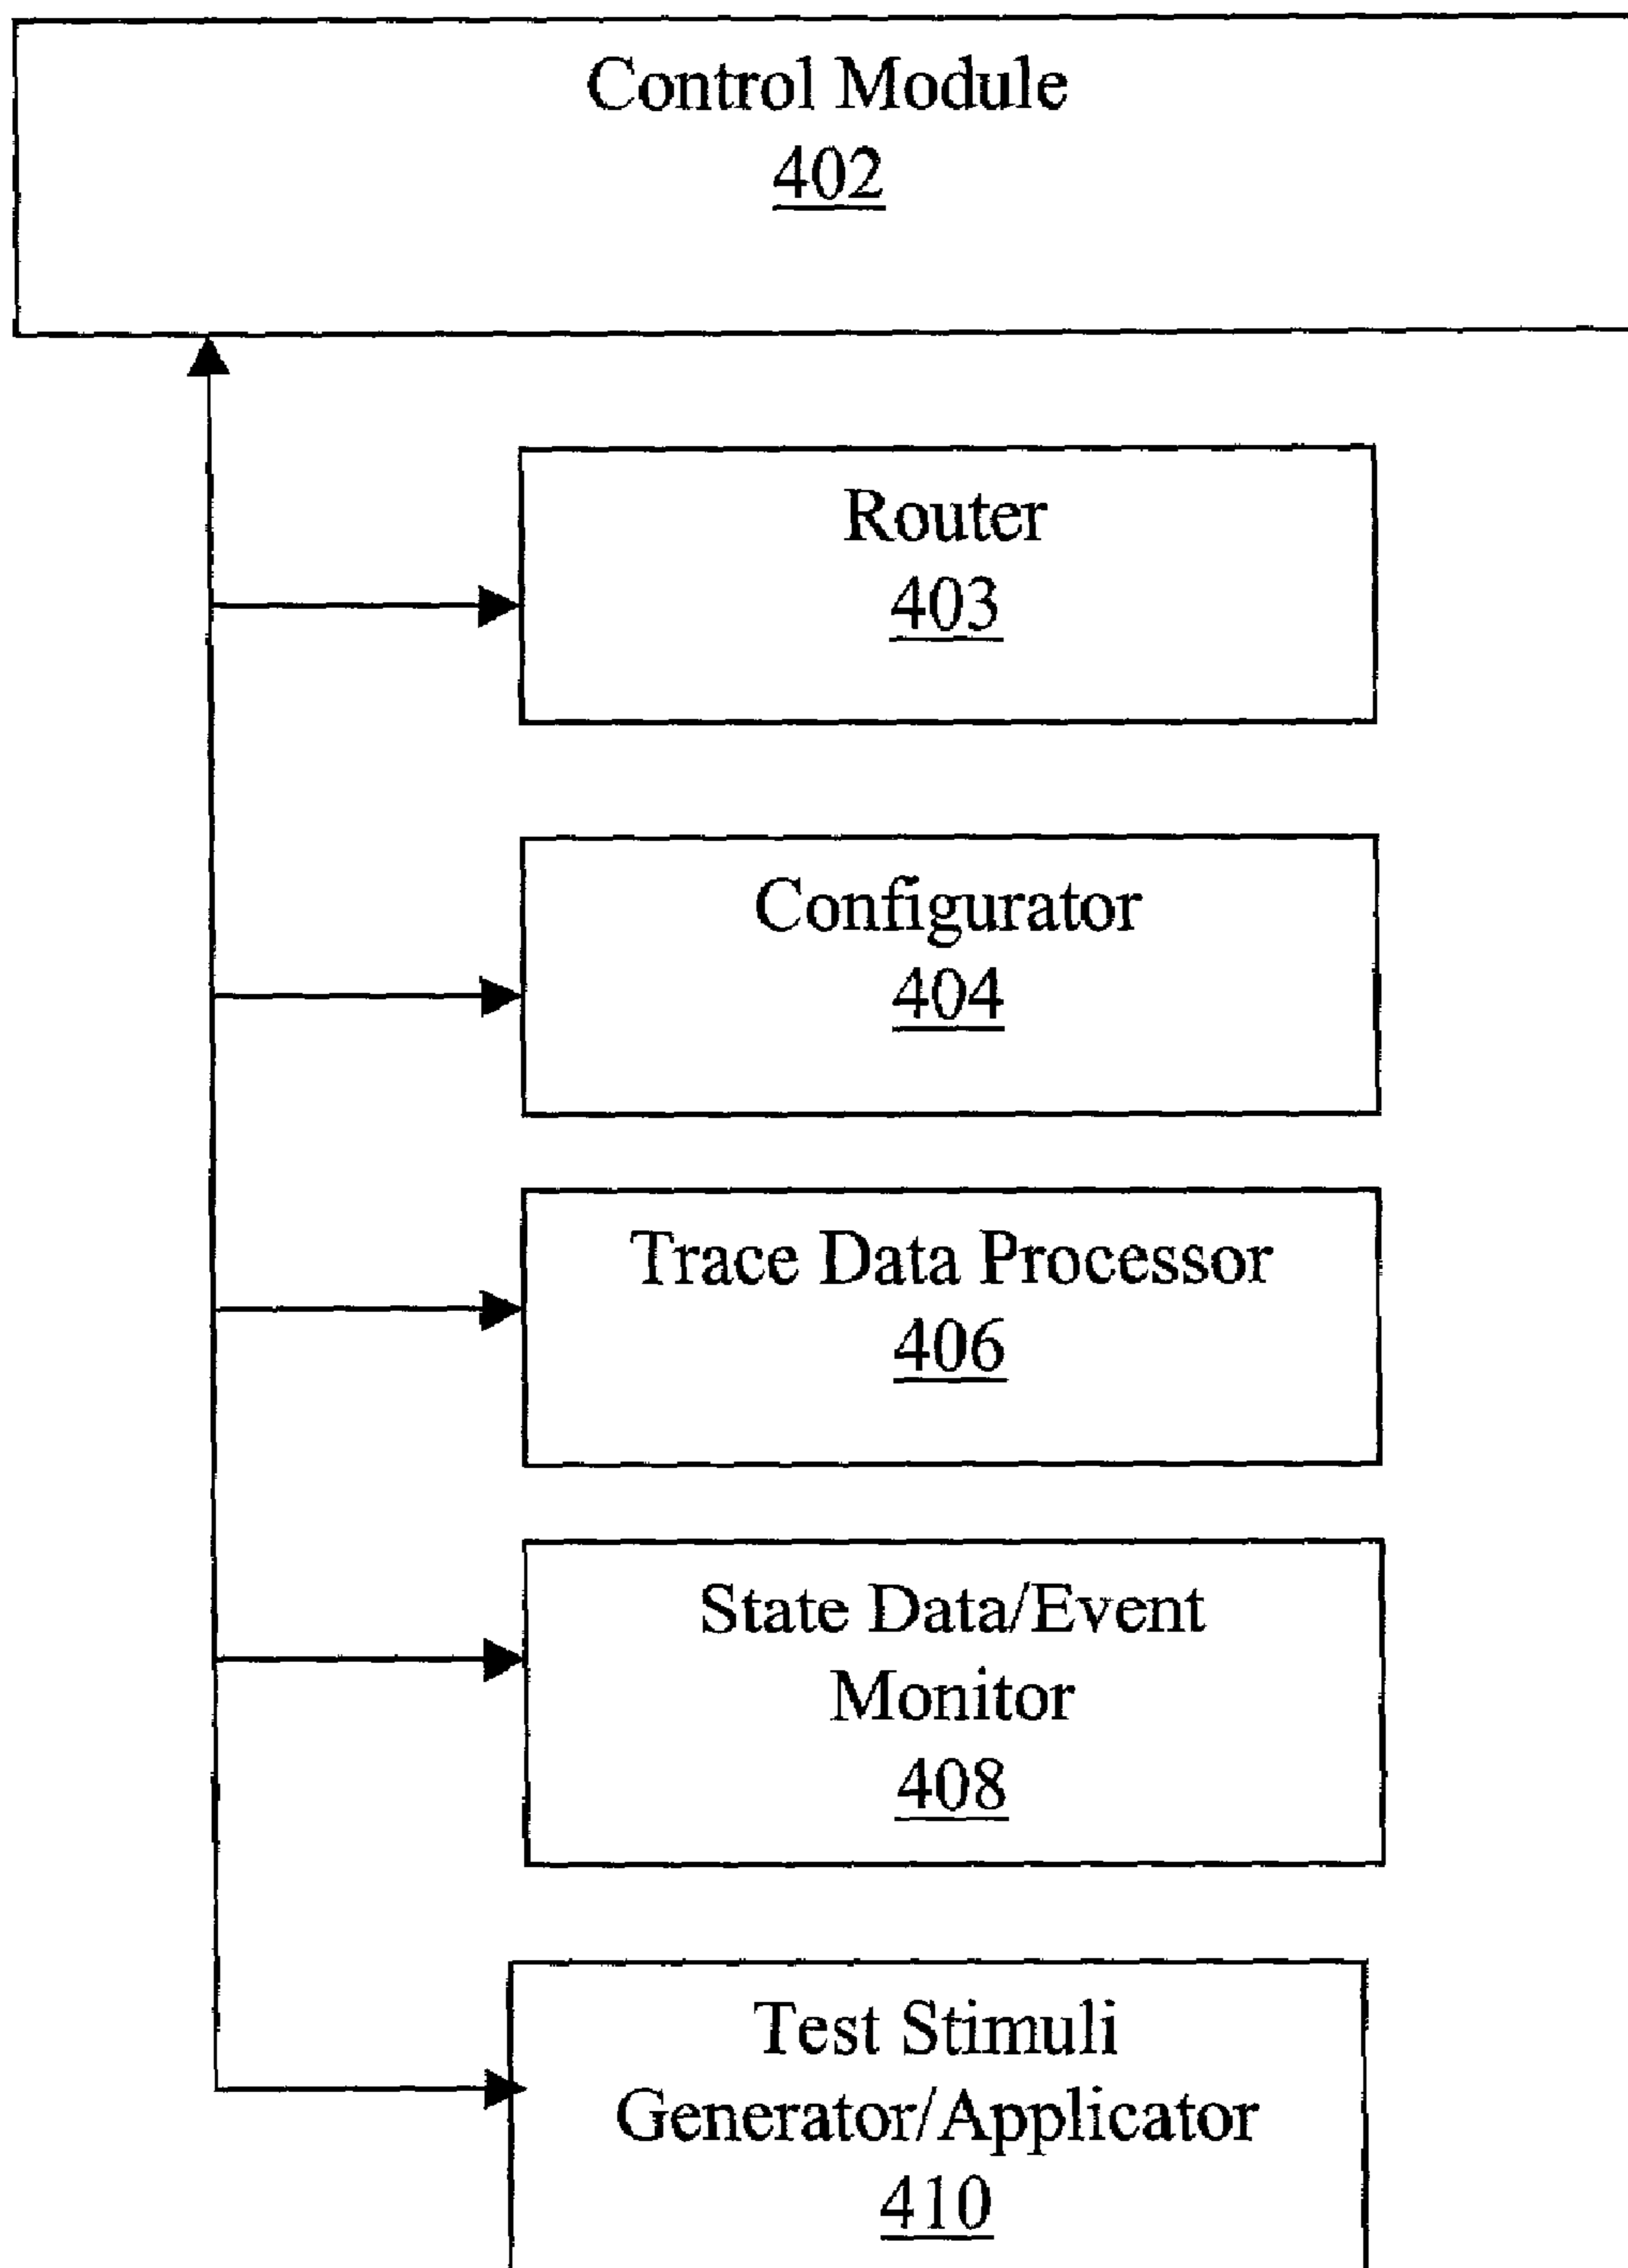 Control Module
402
Router
403
Configurator
404
Trace Data Processor
406
State Data/Event
Monitor
408
Test Stimuli
Generator/Applicator
410